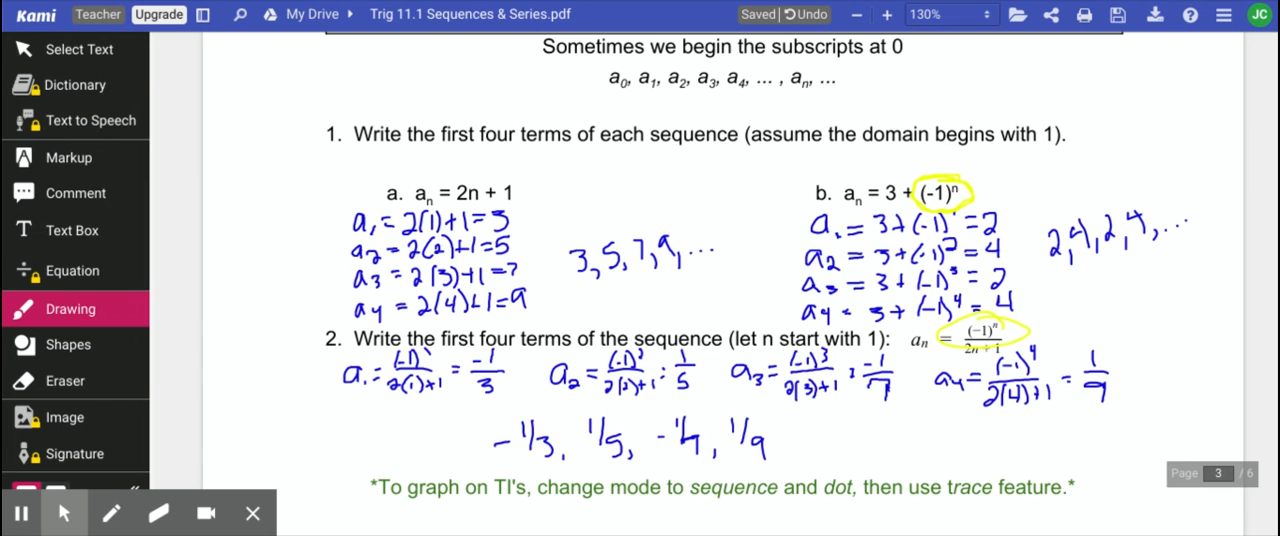 Kami Teacher Upgrade My Drive Trig 11.1 Sequences & Series.pdf Saved Undo 130% JC
Select Text
Dictionary
Text to Speech
Markup
Comment
Text Box
Equation
Drawing
Shapes
Eraser
Image
Signature
Sometimes we begin the subscripts at 0
a₀, a₁, a₂, a₃, a₄, ... , aₙ, ...
1. Write the first four terms of each sequence (assume the domain begins with 1).
a. aₙ = 2n + 1
a₁ = 2(1)+1=3
a₂ = 2(2)+1=5
a₃ = 2(3)+1=7
a₄ = 2(4)+1=9
3, 5, 7, 9, ...
b. aₙ = 3 + (-1)ⁿ
a₁ = 3+(-1)¹ = 2
a₂ = 3+(-1)² = 4
a₃ = 3+(-1)³ = 2
a₄ = 3+(-1)⁴ = 4
2, 4, 2, 4, ...
2. Write the first four terms of the sequence (let n start with 1): aₙ = (-1)ⁿ / 2n + 1
a₁ = (-1)¹ / 2(1)+1 = -1/3 a₂ = (-1)² / 2(2)+1 = 1/5 a₃ = (-1)³ / 2(3)+1 = -1/7 a₄ = (-1)⁴ / 2(4)+1 = 1/9
-1/3, 1/5, -1/7, 1/9
*To graph on TI's, change mode to sequence and dot, then use trace feature.*
Page 3 / 6